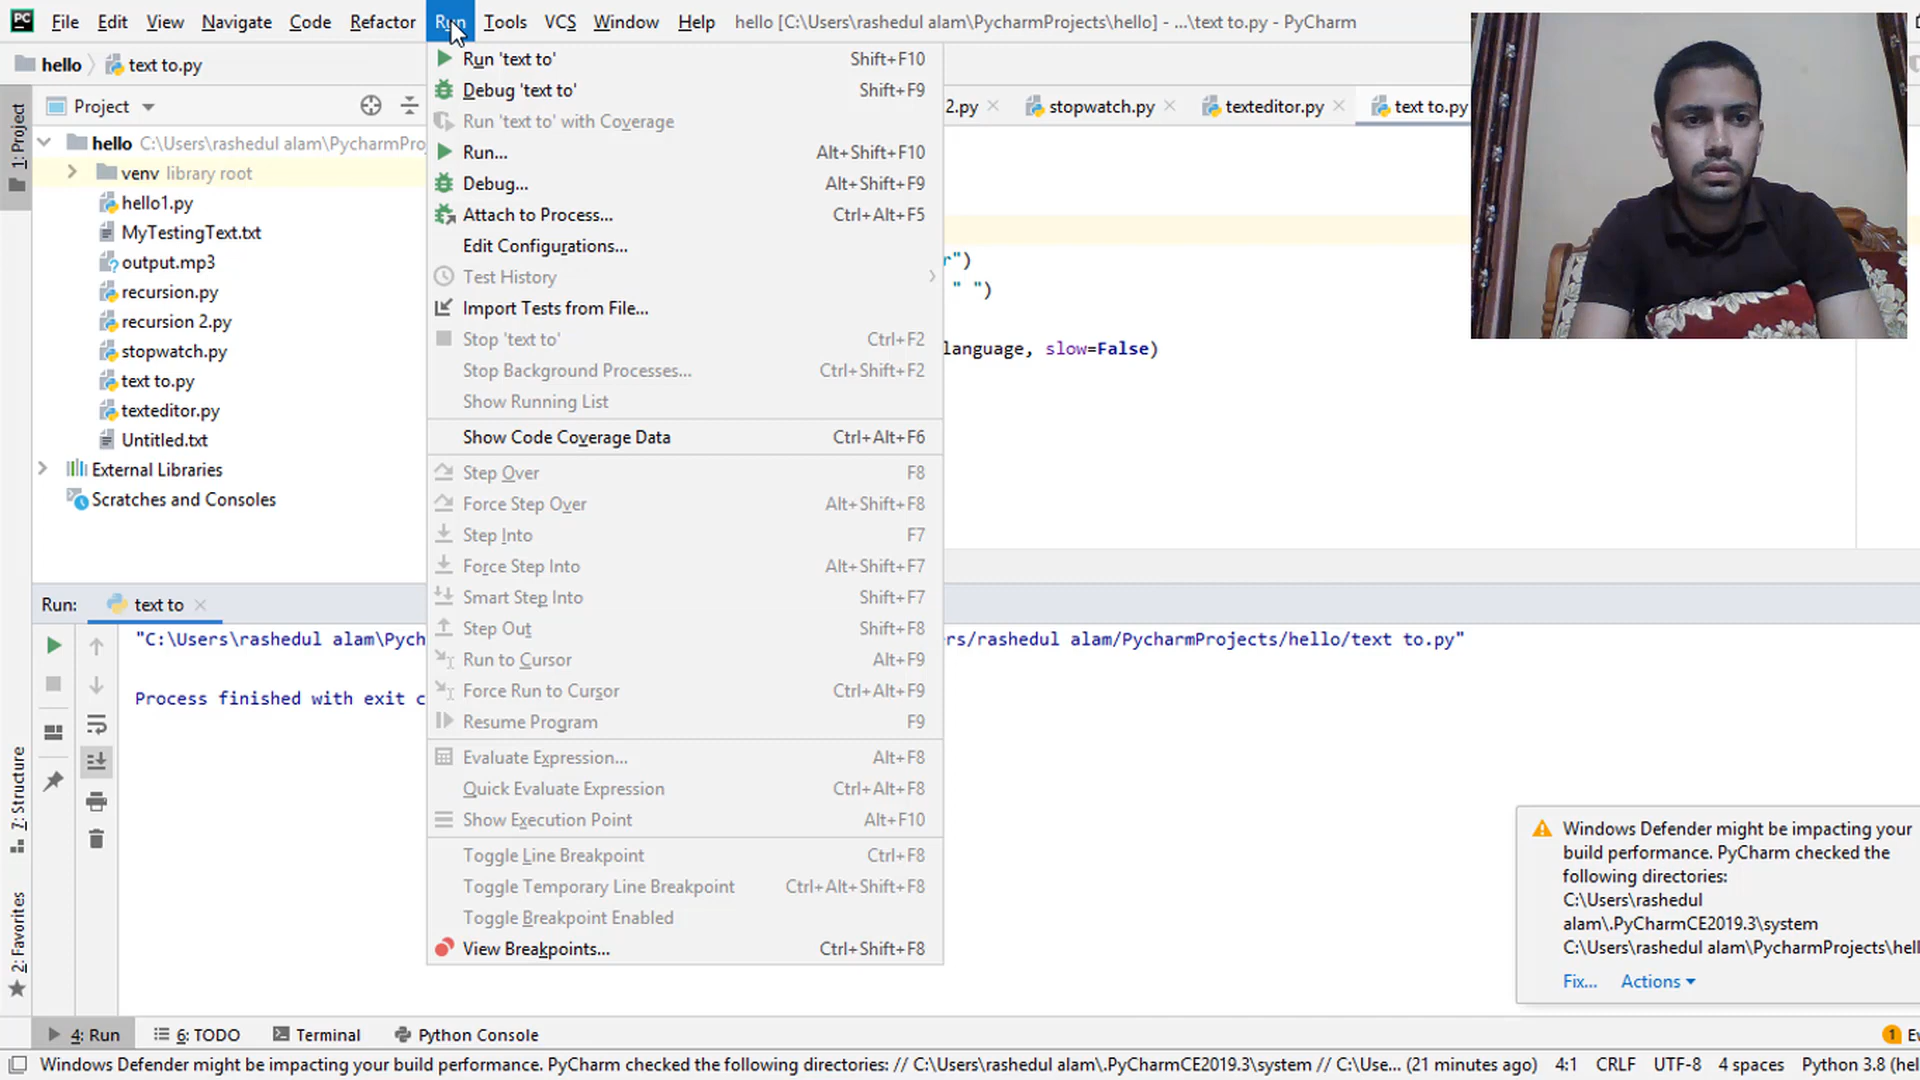 PC File Edit View Navigate Code Refactor Run Tools VCS Window Help hello [C:\Users\rashedul alam\PycharmProjects\hello] - ...\text to.py - PyCharm
hello text to.py
Project
2.py stopwatch.py texteditor.py text to.py
1: Project
hello C:\Users\rashedul alam\PycharmPro
venv library root
hello1.py
MyTestingText.txt
output.mp3
recursion.py
recursion 2.py
stopwatch.py
text to.py
texteditor.py
Untitled.txt
External Libraries
Scratches and Consoles
Run 'text to' Shift+F10
Debug 'text to' Shift+F9
Run 'text to' with Coverage
Run... Alt+Shift+F10
Debug... Alt+Shift+F9
Attach to Process... Ctrl+Alt+F5
Edit Configurations...
Test History
Import Tests from File...
Stop 'text to' Ctrl+F2
Stop Background Processes... Ctrl+Shift+F2
Show Running List
Show Code Coverage Data Ctrl+Alt+F6
Step Over F8
Force Step Over Alt+Shift+F8
Step Into F7
Force Step Into Alt+Shift+F7
Smart Step Into Shift+F7
Step Out Shift+F8
Run to Cursor Alt+F9
Force Run to Cursor Ctrl+Alt+F9
Resume Program F9
Evaluate Expression... Alt+F8
Quick Evaluate Expression Ctrl+Alt+F8
Show Execution Point Alt+F10
Toggle Line Breakpoint Ctrl+F8
Toggle Temporary Line Breakpoint Ctrl+Alt+Shift+F8
Toggle Breakpoint Enabled
View Breakpoints... Ctrl+Shift+F8
r")
" ")
language, slow=False)
Run: text to
"C:\Users\rashedul alam\Pych rs/rashedul alam/PycharmProjects/hello/text to.py"
Process finished with exit c
7: Structure
2: Favorites
Windows Defender might be impacting your
build performance. PyCharm checked the
following directories:
C:\Users\rashedul
alam\.PyCharmCE2019.3\system
C:\Users\rashedul alam\PycharmProjects\hell
Fix... Actions
4: Run 6: TODO Terminal Python Console 1 Ev
Windows Defender might be impacting your build performance. PyCharm checked the following directories: // C:\Users\rashedul alam\.PyCharmCE2019.3\system // C:\Use... (21 minutes ago) 4:1 CRLF UTF-8 4 spaces Python 3.8 (hel